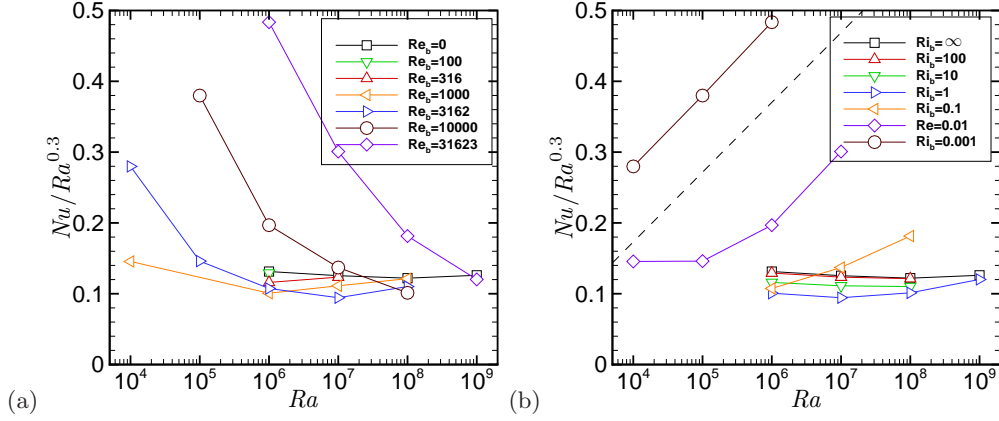 Nu/Ra^0.3
0.5
0.4
0.3
0.2
0.1
0
Re_b=0
Re_b=100
Re_b=316
Re_b=1000
Re_b=3162
Re_b=10000
Re_b=31623
10^4 10^5 10^6 10^7 10^8 10^9
(a) Ra
Nu/Ra^0.3
0.5
0.4
0.3
0.2
0.1
0
Ri_b=∞
Ri_b=100
Ri_b=10
Ri_b=1
Ri_b=0.1
Re=0.01
Ri_b=0.001
10^4 10^5 10^6 10^7 10^8 10^9
(b) Ra